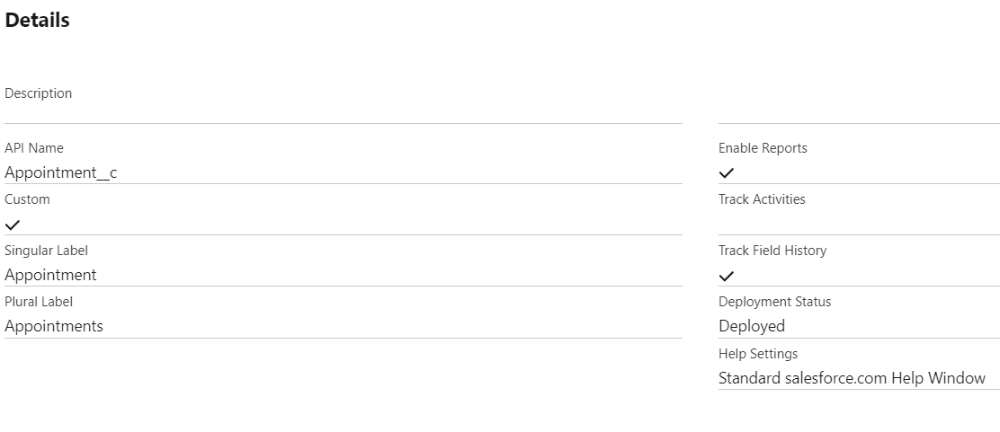 Details
Description
API Name
Appointment__c
Custom
Singular Label
Appointment
Plural Label
Appointments
Enable Reports
Track Activities
Track Field History
Deployment Status
Deployed
Help Settings
Standard salesforce.com Help Window